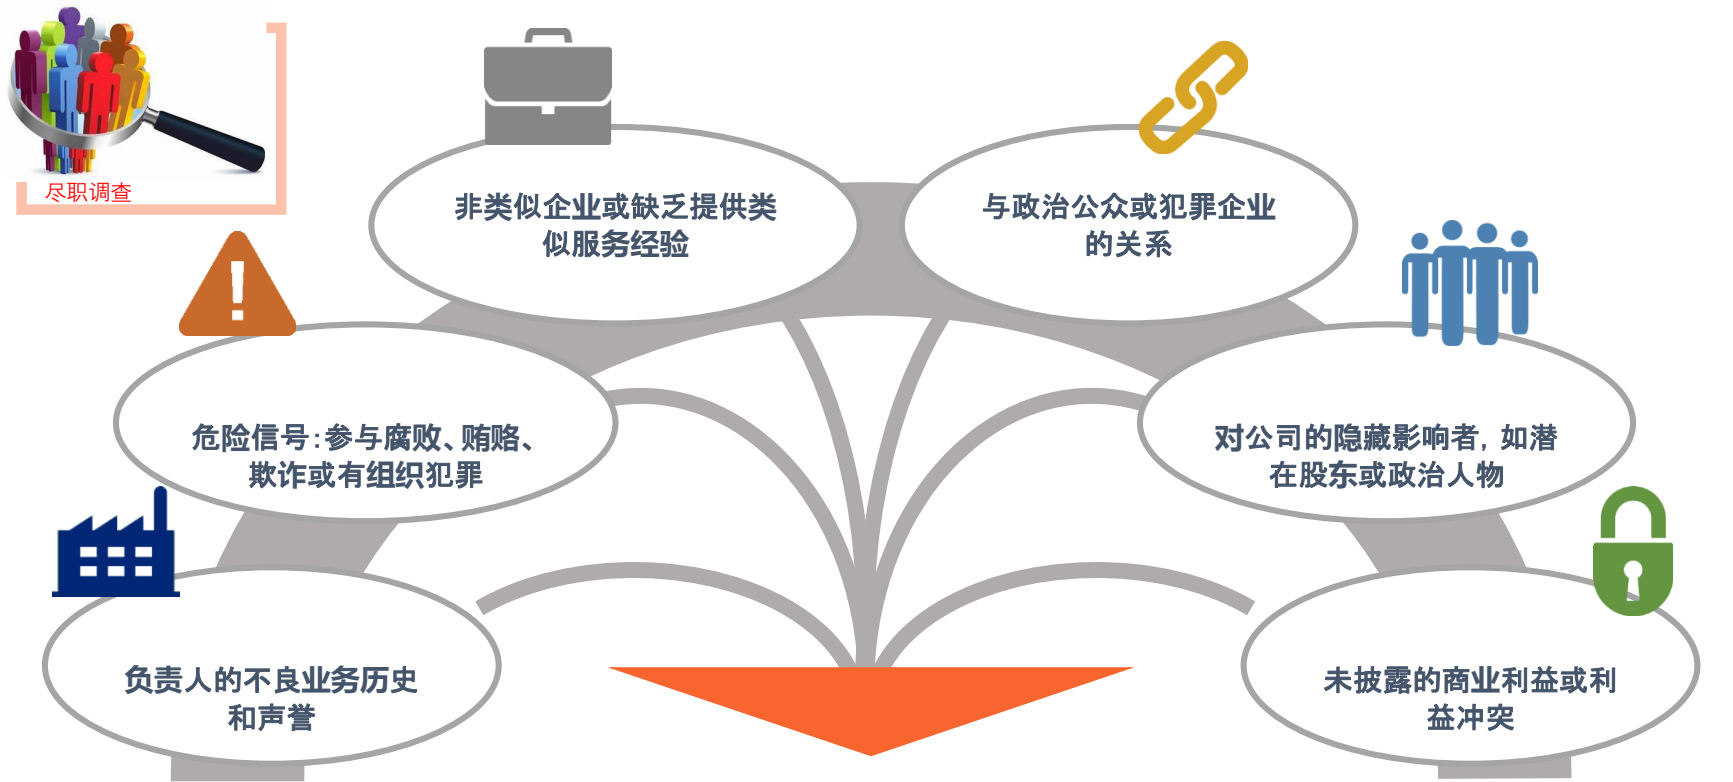 尽职调查
非类似企业或缺乏提供类
似服务经验
与政治公众或犯罪企业
的关系
危险信号：参与腐败、贿赂、
欺诈或有组织犯罪
对公司的隐藏影响者，如潜
在股东或政治人物
负责人的不良业务历史
和声誉
未披露的商业利益或利
益冲突